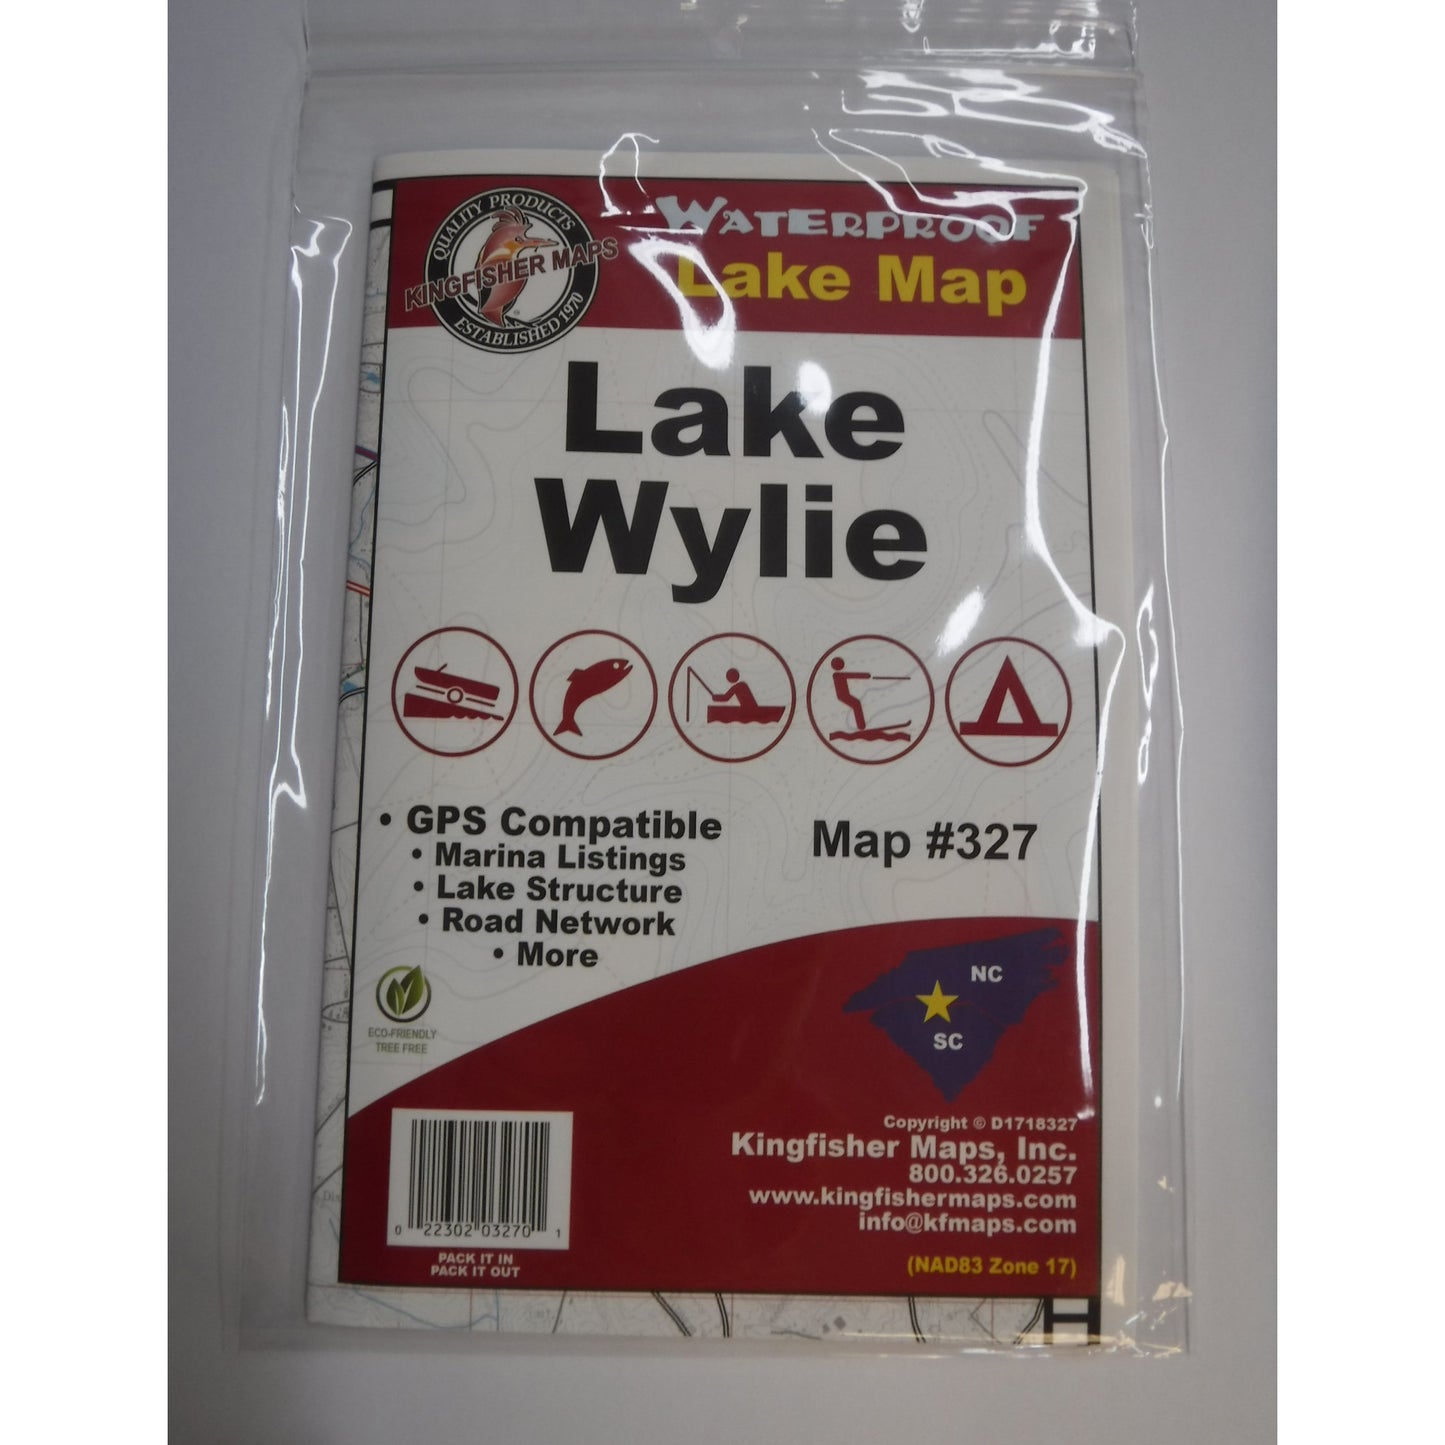 QUALITY PRODUCTS
KINGFISHER MAPS
ESTABLISHED 1970
WATERPROOF
Lake Map
Lake
Wylie
• GPS Compatible
• Marina Listings
• Lake Structure
• Road Network
• More
Map #327
ECO-FRIENDLY
TREE FREE
NC
SC
Copyright © D1718327
Kingfisher Maps, Inc.
800.326.0257
www.kingfishermaps.com
info@kfmaps.com
(NAD83 Zone 17)
0 22302 03270 1
PACK IT IN
PACK IT OUT